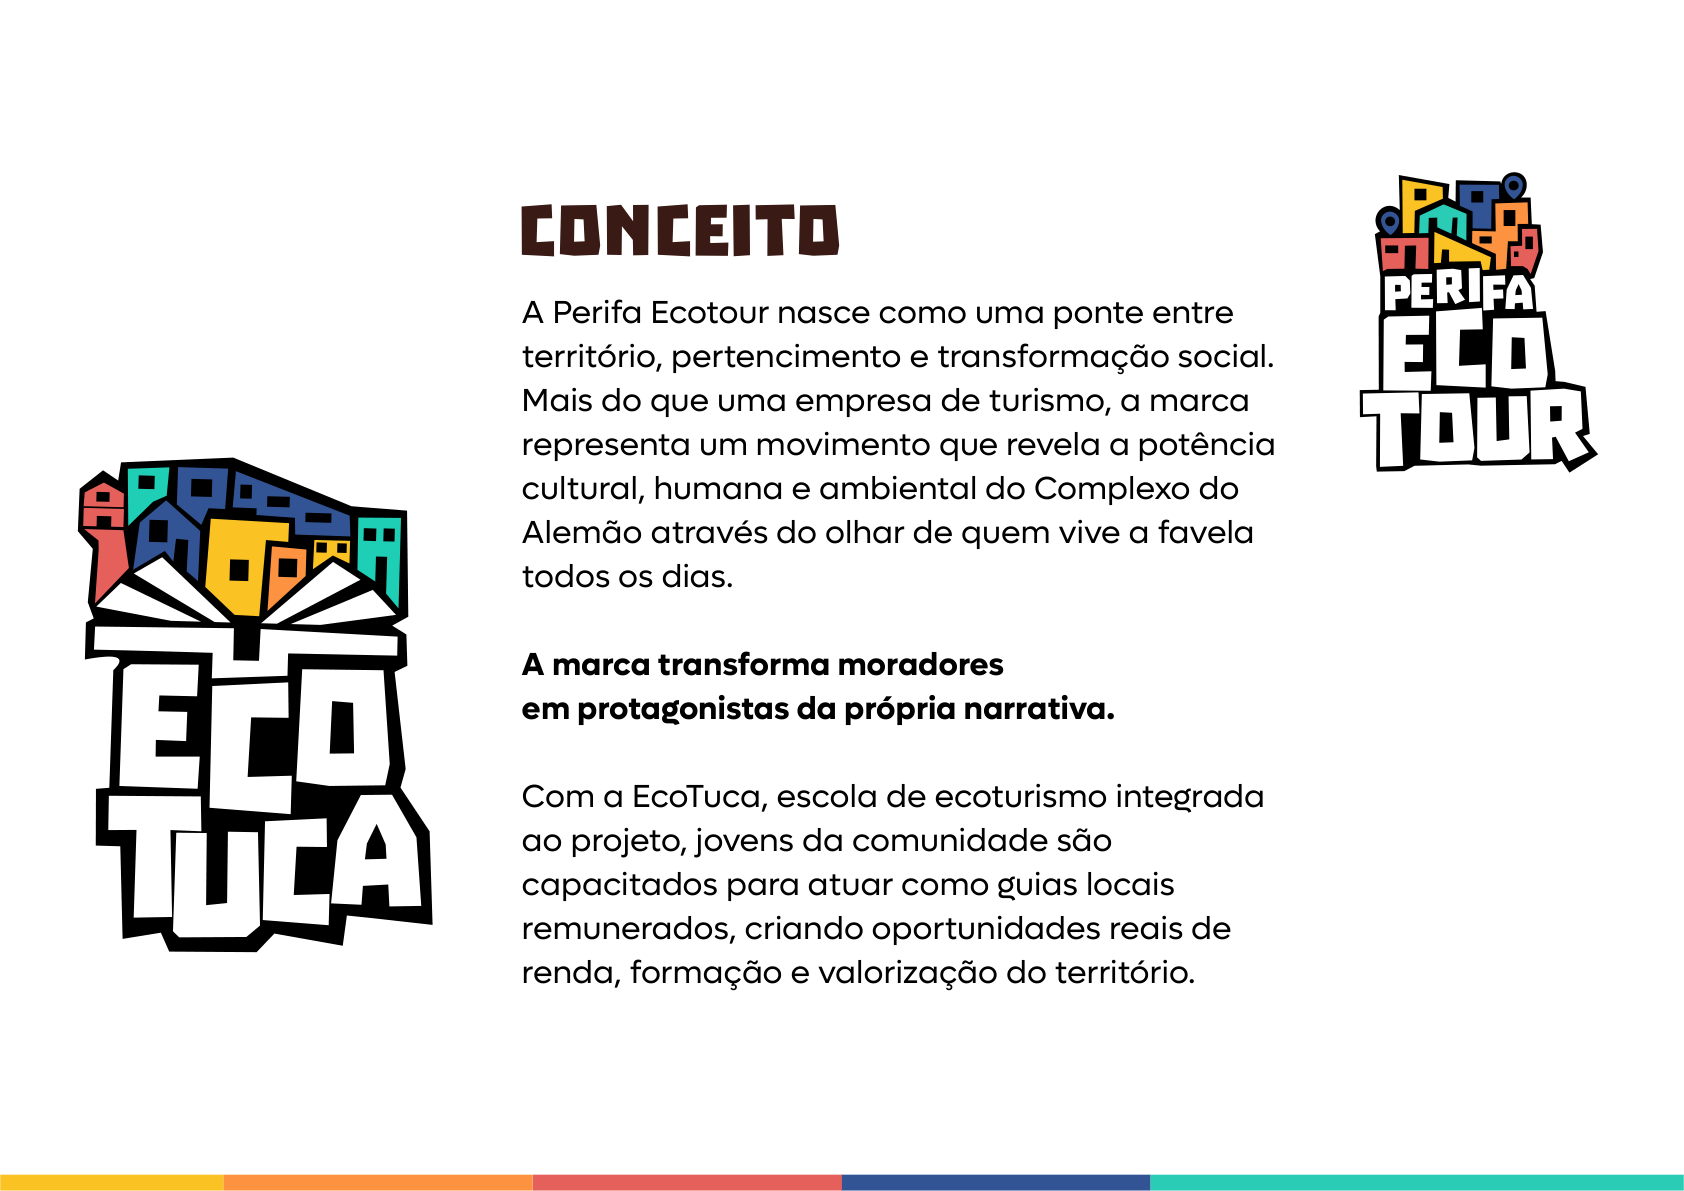 CONCEITO
A Perifa Ecotour nasce como uma ponte entre
território, pertencimento e transformação social.
Mais do que uma empresa de turismo, a marca
representa um movimento que revela a potência
cultural, humana e ambiental do Complexo do
Alemão através do olhar de quem vive a favela
todos os dias.
A marca transforma moradores
em protagonistas da própria narrativa.
Com a EcoTuca, escola de ecoturismo integrada
ao projeto, jovens da comunidade são
capacitados para atuar como guias locais
remunerados, criando oportunidades reais de
renda, formação e valorização do território.
ECO
TUCA
PERIFA
ECO
TOUR